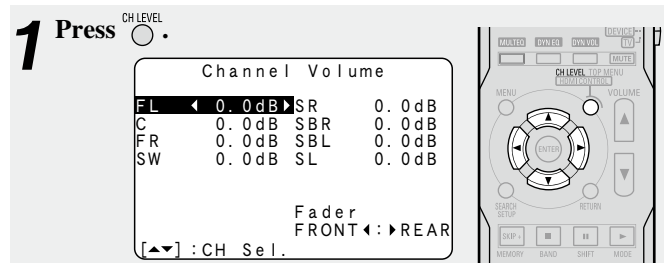 1 Press CH LEVEL .
Channel Volume
FL ◀ 0.0dB▶ SR 0.0dB
C 0.0dB SBR 0.0dB
FR 0.0dB SBL 0.0dB
SW 0.0dB SL 0.0dB
Fader
FRONT◀:▶REAR
[▲▼]:CH Sel.
DEVICE
MULTEQ DYN EQ DYN VOL TV
MUTE
CH LEVEL TOP MENU
HDMI CONTROL
MENU VOLUME
ENTER
SEARCH RETURN
SETUP
SKIP+ ■ II ►
MEMORY BAND SHIFT MODE